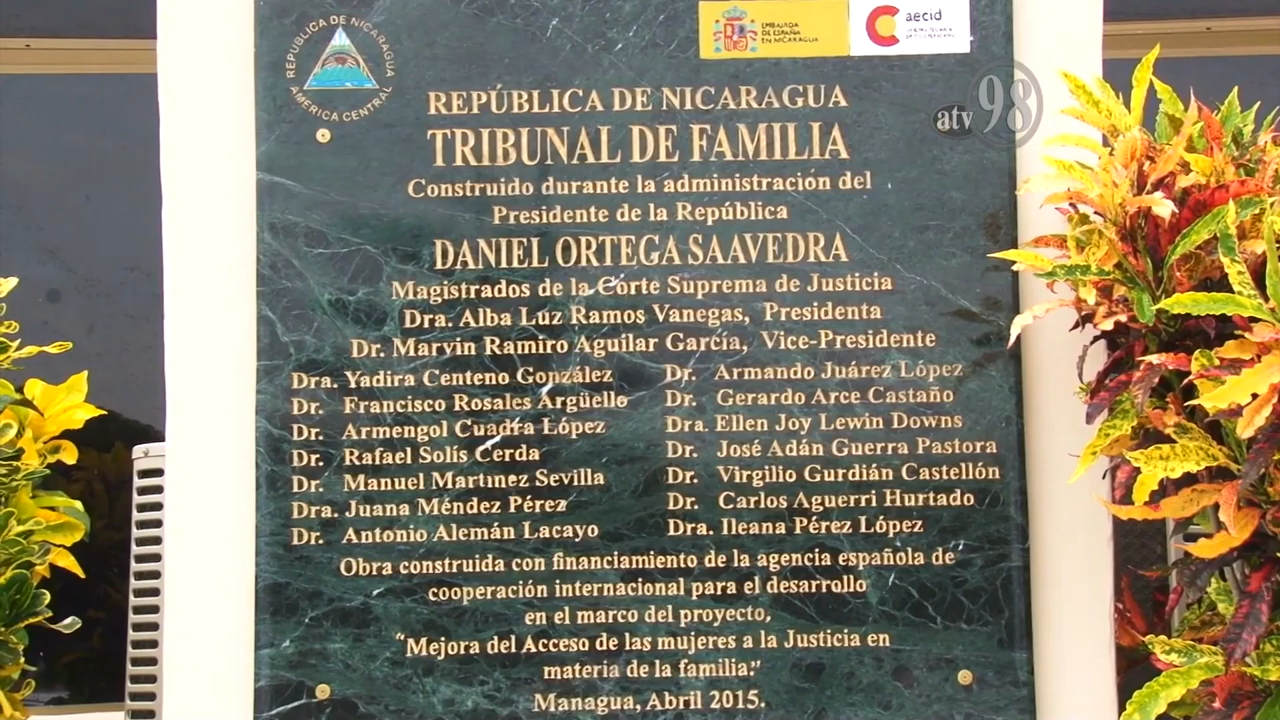 REPÚBLICA DE NICARAGUA
AMÉRICA CENTRAL
EMBAJADA
DE ESPAÑA
EN NICARAGUA
aecid
atv 98
REPÚBLICA DE NICARAGUA
TRIBUNAL DE FAMILIA
Construido durante la administración del
Presidente de la República
DANIEL ORTEGA SAAVEDRA
Magistrados de la Corte Suprema de Justicia
Dra. Alba Luz Ramos Vanegas, Presidenta
Dr. Marvin Ramiro Aguilar García, Vice-Presidente
Dra. Yadira Centeno González
Dr. Francisco Rosales Argüello
Dr. Armengol Cuadra López
Dr. Rafael Solís Cerda
Dr. Manuel Martınez Sevilla
Dra. Juana Méndez Pérez
Dr. Antonio Alemán Lacayo
Dr. Armando Juárez López
Dr. Gerardo Arce Castaño
Dra. Ellen Joy Lewin Downs
Dr. José Adán Guerra Pastora
Dr. Virgilio Gurdián Castellón
Dr. Carlos Aguerri Hurtado
Dra. Ileana Pérez López
Obra construida con financiamiento de la agencia española de
cooperación internacional para el desarrollo
en el marco del proyecto,
“Mejora del Acceso de las mujeres a la Justicia en
materia de la familia.”
Managua, Abril 2015.